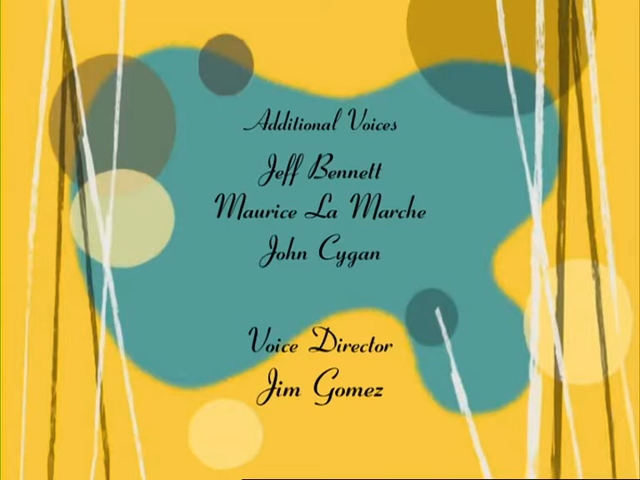 Additional Voices
Jeff Bennett
Maurice La Marche
John Cygan
Voice Director
Jim Gomez